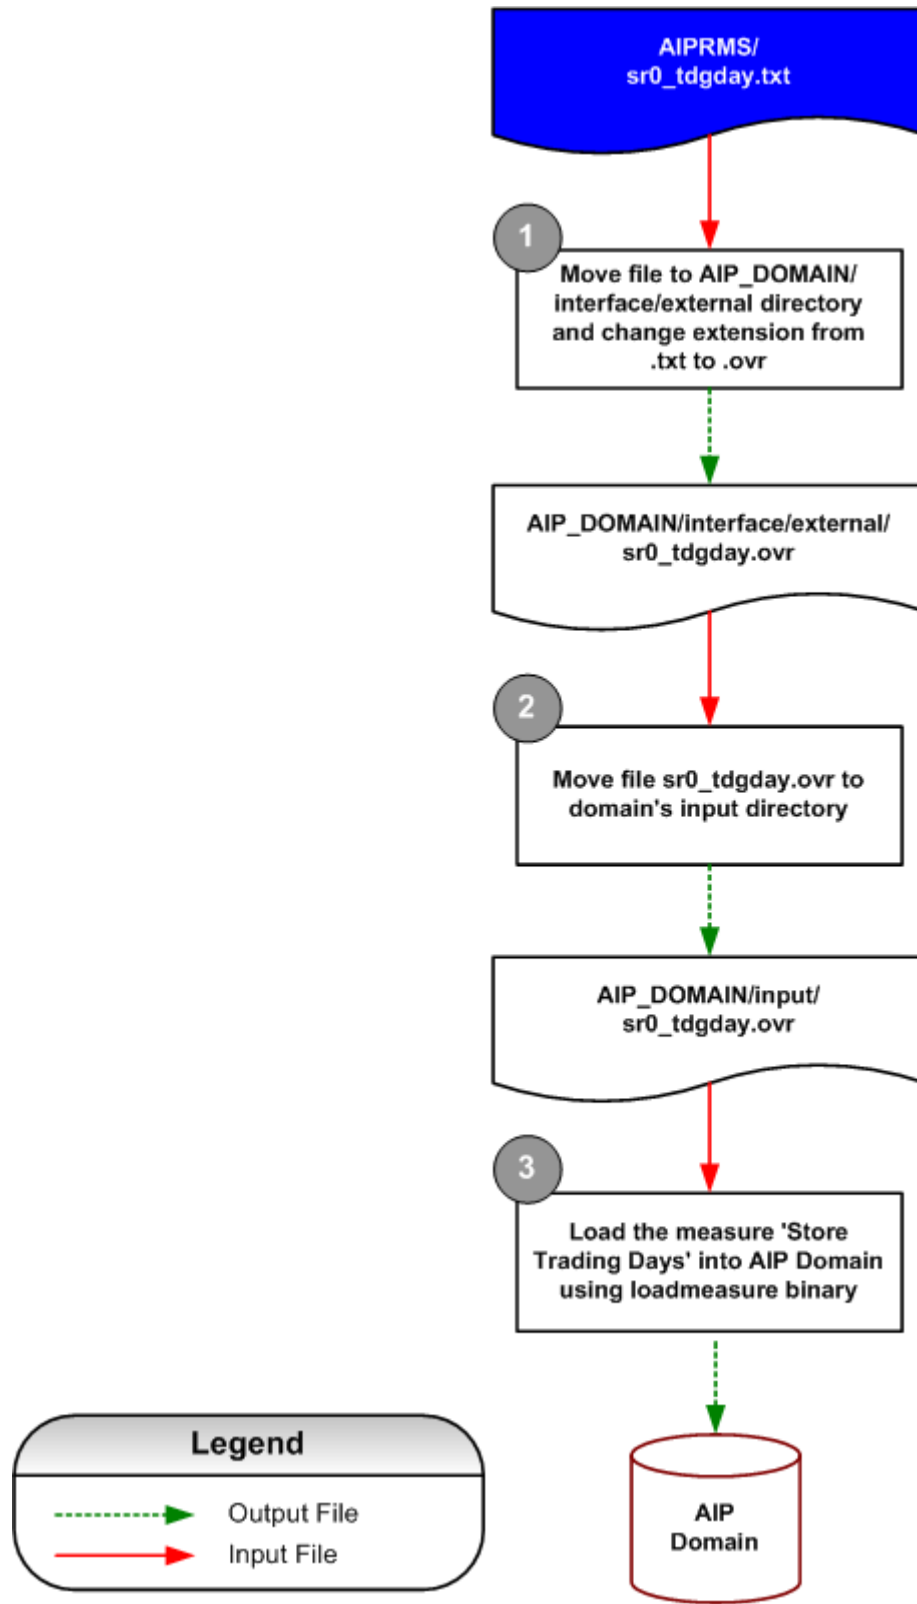 AIPRMS/
sr0_tdgday.txt
1
Move file to AIP_DOMAIN/
interface/external directory
and change extension from
.txt to .ovr
AIP_DOMAIN/interface/external/
sr0_tdgday.ovr
2
Move file sr0_tdgday.ovr to
domain's input directory
AIP_DOMAIN/input/
sr0_tdgday.ovr
3
Load the measure 'Store
Trading Days' into AIP Domain
using loadmeasure binary
AIP
Domain
Legend
Output File
Input File